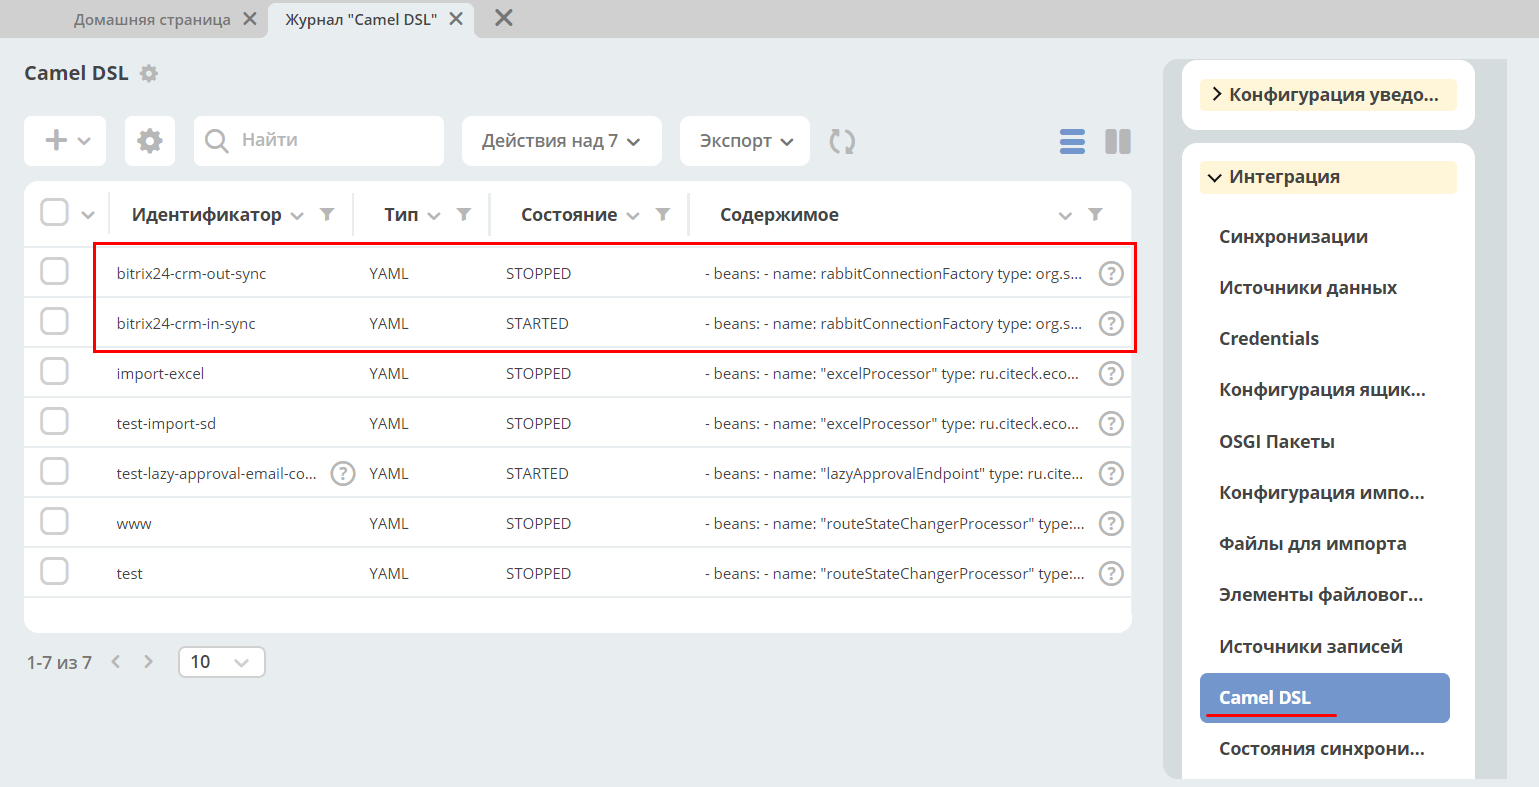 Домашняя страница
Журнал "Camel DSL"
Camel DSL
Найти
Действия над 7
Экспорт
Идентификатор Тип Состояние Содержимое
bitrix24-crm-out-sync YAML STOPPED - beans: - name: rabbitConnectionFactory type: org.s... ?
bitrix24-crm-in-sync YAML STARTED - beans: - name: rabbitConnectionFactory type: org.s... ?
import-excel YAML STOPPED - beans: - name: "excelProcessor" type: ru.citeck.eco... ?
test-import-sd YAML STOPPED - beans: - name: "excelProcessor" type: ru.citeck.eco... ?
test-lazy-approval-email-co... ? YAML STARTED - beans: - name: "lazyApprovalEndpoint" type: ru.cite... ?
www YAML STOPPED - beans: - name: "routeStateChangerProcessor" type:... ?
test YAML STOPPED - beans: - name: "routeStateChangerProcessor" type:... ?
1-7 из 7
10
Конфигурация уведо...
Интеграция
Синхронизации
Источники данных
Credentials
Конфигурация ящик...
OSGI Пакеты
Конфигурация импо...
Файлы для импорта
Элементы файловог...
Источники записей
Camel DSL
Состояния синхрони...